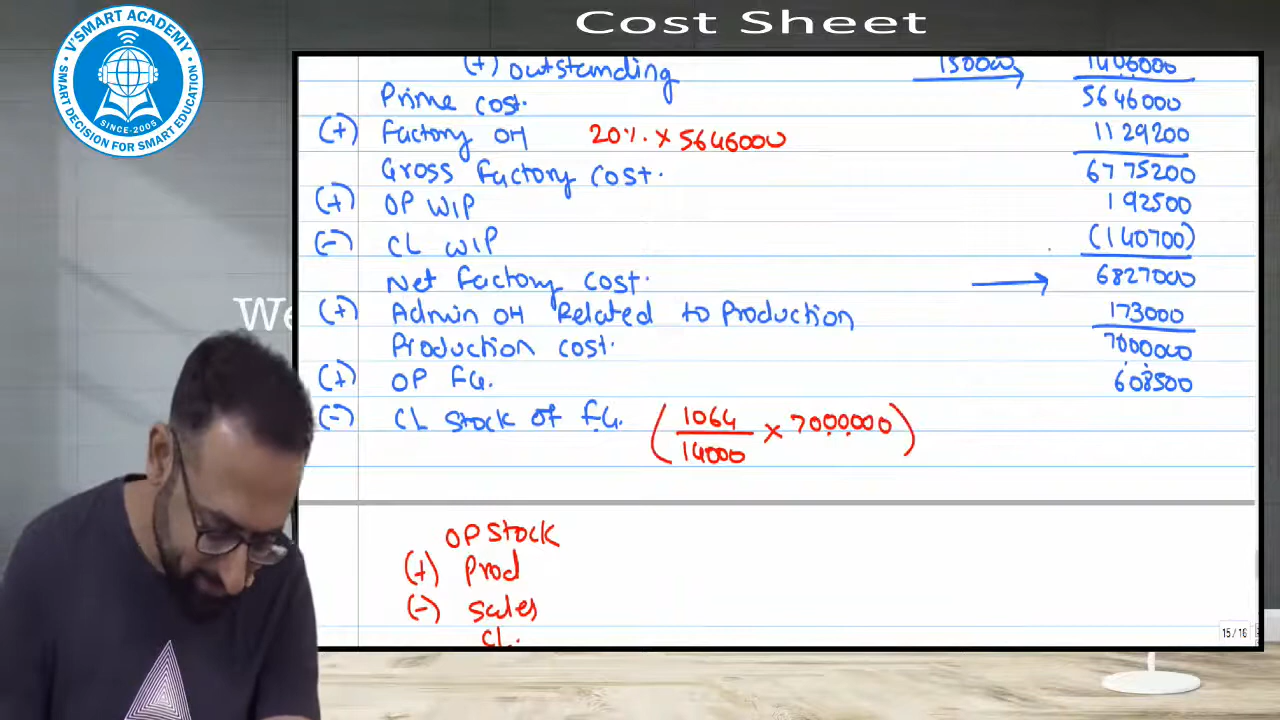 Cost Sheet
V'SMART ACADEMY
SINCE-2005
SMART DECISION FOR SMART EDUCATION
We
(+) outstanding 150000 1406000
Prime cost. 5646000
(+) Factory OH 20% × 5646000 1129200
Gross Factory cost. 6775200
(+) OP WIP 192500
(-) CL WIP (140700)
Net Factory cost. 6827000
(+) Admin OH Related to Production 173000
Production cost. 7000000
(+) OP FG. 608500
(-) CL stock of FG. (1064/14000 × 7000000)
OP Stock
(+) Prod
(-) Sales
CL.
15 / 16